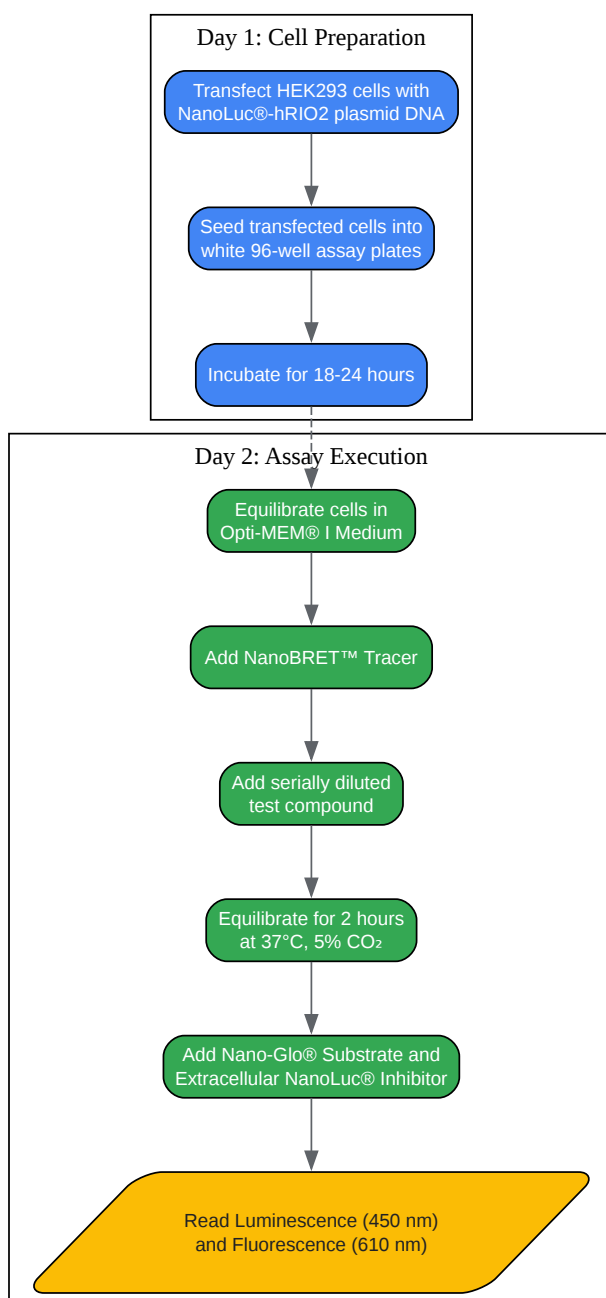 Day 1: Cell Preparation
Transfect HEK293 cells with
NanoLuc®-hRIO2 plasmid DNA
Seed transfected cells into
white 96-well assay plates
Incubate for 18-24 hours
Day 2: Assay Execution
Equilibrate cells in
Opti-MEM® I Medium
Add NanoBRET™ Tracer
Add serially diluted
test compound
Equilibrate for 2 hours
at 37°C, 5% CO₂
Add Nano-Glo® Substrate and
Extracellular NanoLuc® Inhibitor
Read Luminescence (450 nm)
and Fluorescence (610 nm)